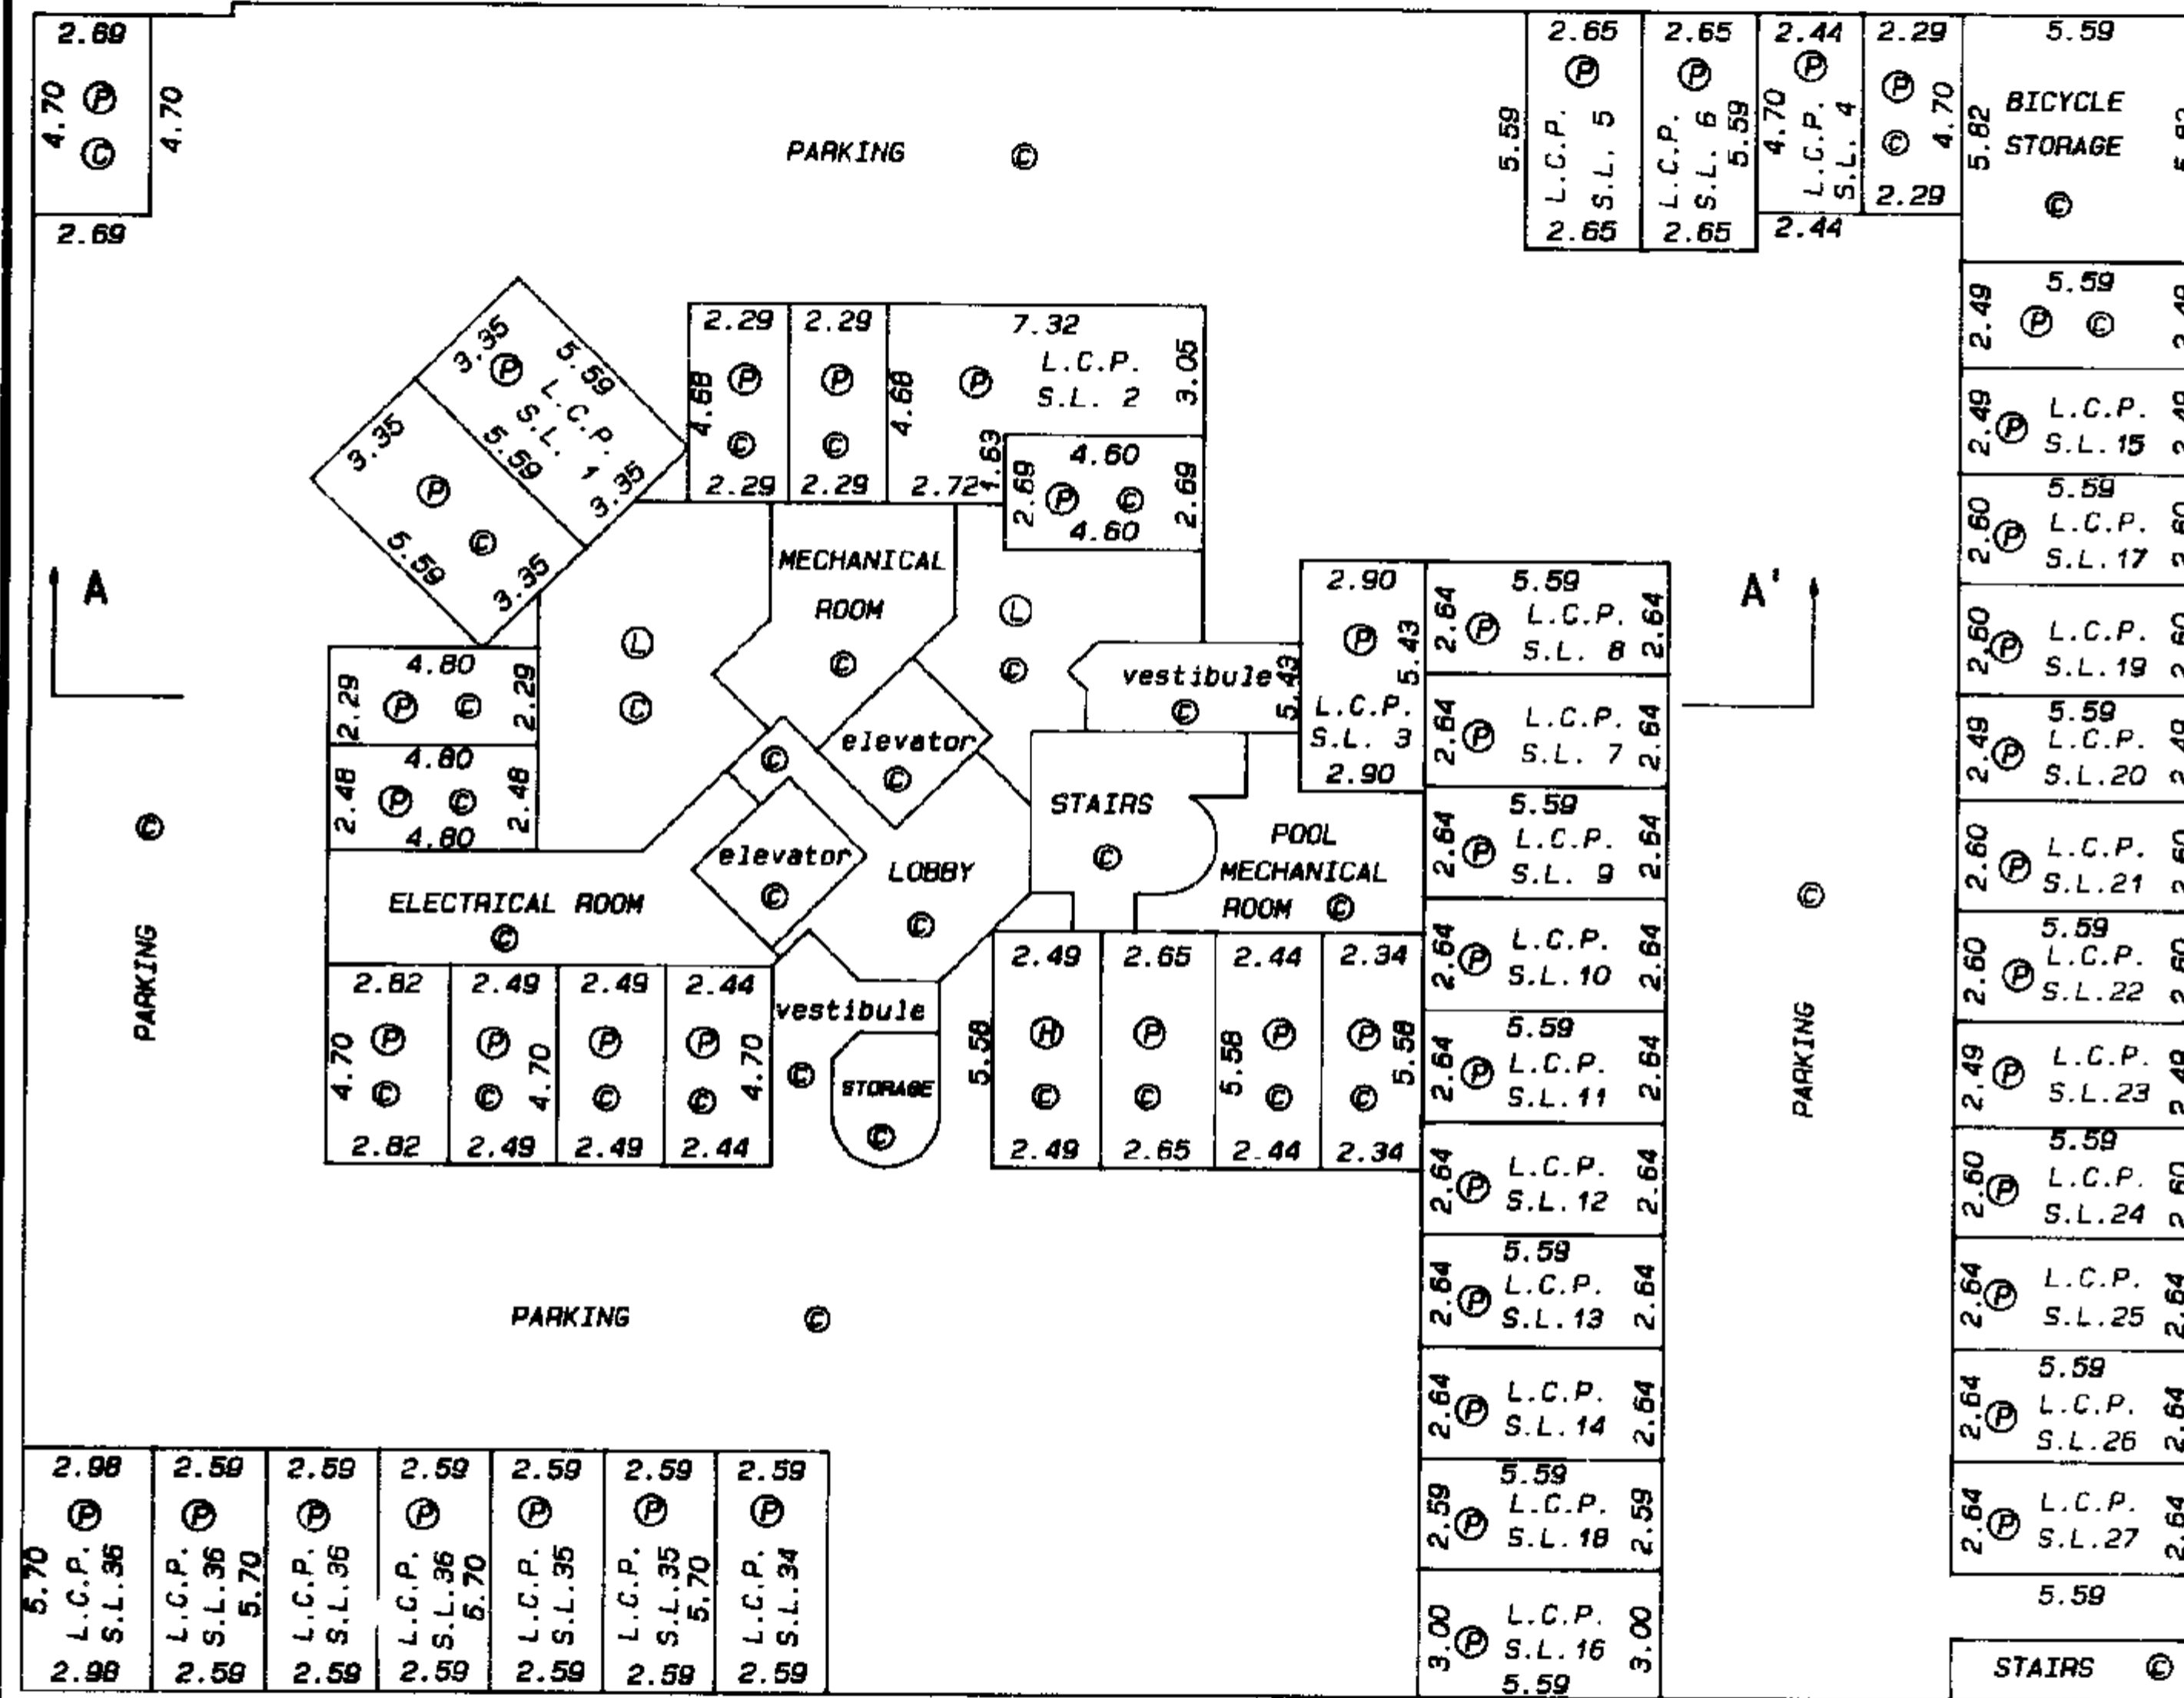 2.69
Ⓟ
4.70
4.70
Ⓒ
2.69
PARKING Ⓒ
2.65
Ⓟ
5.59
L.C.P.
S.L. 5
2.65
2.65
Ⓟ
L.C.P.
S.L. 6
5.59
2.65
2.44
Ⓟ
4.70
L.C.P.
S.L. 4
2.44
2.29
Ⓟ
Ⓒ
4.70
2.29
5.59
5.82
BICYCLE
STORAGE
Ⓒ
3.35
Ⓟ
5.59
L.C.P.
S.L. 1
5.59
3.35
3.35
Ⓟ
Ⓒ
5.59
3.35
2.29
4.68
Ⓟ
Ⓒ
2.29
2.29
Ⓟ
Ⓒ
2.29
7.32
4.68
Ⓟ
L.C.P.
S.L. 2
3.05
1.63
2.72
4.60
2.69
Ⓟ Ⓒ
2.69
4.60
A
A'
MECHANICAL
ROOM
Ⓒ
Ⓛ
Ⓒ
Ⓛ
Ⓒ
vestibule
Ⓒ
2.90
Ⓟ
5.43
5.43
L.C.P.
S.L. 3
2.90
4.80
2.29
Ⓟ Ⓒ
2.29
4.80
2.48
Ⓟ Ⓒ
2.48
4.80
elevator
Ⓒ
Ⓒ
elevator
Ⓒ
LOBBY
Ⓒ
STAIRS
Ⓒ
POOL
MECHANICAL
ROOM Ⓒ
ELECTRICAL ROOM
Ⓒ
Ⓒ
PARKING
2.82
4.70
Ⓟ
Ⓒ
2.82
2.49
Ⓟ
4.70
Ⓒ
2.49
2.49
Ⓟ
Ⓒ
2.49
2.44
Ⓟ
4.70
Ⓒ
2.44
vestibule
Ⓒ
STORAGE
Ⓒ
2.49
5.58
Ⓗ
Ⓒ
2.49
2.65
Ⓟ
Ⓒ
2.65
2.44
5.58
Ⓟ
Ⓒ
2.44
2.34
Ⓟ
5.58
Ⓒ
2.34
5.59
2.64 Ⓟ L.C.P. 2.64
S.L. 8
2.64 Ⓟ L.C.P. 2.64
S.L. 7
5.59
2.64 Ⓟ L.C.P. 2.64
S.L. 9
2.64 Ⓟ L.C.P. 2.64
S.L. 10
5.59
2.64 Ⓟ L.C.P. 2.64
S.L. 11
2.64 Ⓟ L.C.P. 2.64
S.L. 12
5.59
2.64 Ⓟ L.C.P. 2.64
S.L. 13
2.64 Ⓟ L.C.P. 2.64
S.L. 14
5.59
2.59 Ⓟ L.C.P. 2.59
S.L. 18
3.00 Ⓟ L.C.P. 3.00
S.L. 16
5.59
Ⓒ
PARKING
5.59
2.49 Ⓟ Ⓒ
2.49 Ⓟ L.C.P.
S.L. 15
5.59
2.60 Ⓟ L.C.P.
S.L. 17
2.60 Ⓟ L.C.P.
S.L. 19
5.59
2.49 Ⓟ L.C.P.
S.L.20
2.60 Ⓟ L.C.P.
S.L.21
5.59
2.60 Ⓟ L.C.P.
S.L.22
2.49 Ⓟ L.C.P.
S.L.23
5.59
2.60 Ⓟ L.C.P.
S.L.24
2.64 Ⓟ L.C.P. 2.64
S.L.25
5.59
2.64 Ⓟ L.C.P. 2.64
S.L.26
2.64 Ⓟ L.C.P. 2.64
S.L.27
5.59
STAIRS Ⓒ
PARKING Ⓒ
2.98
Ⓟ
5.70
L.C.P.
S.L.36
2.98
2.59
Ⓟ
L.C.P.
S.L.36
5.70
2.59
2.59
Ⓟ
L.C.P.
S.L.36
2.59
2.59
Ⓟ
L.C.P.
S.L.36
5.70
2.59
2.59
Ⓟ
L.C.P.
S.L.35
2.59
2.59
Ⓟ
L.C.P.
S.L.35
5.70
2.59
2.59
Ⓟ
L.C.P.
S.L.34
2.59